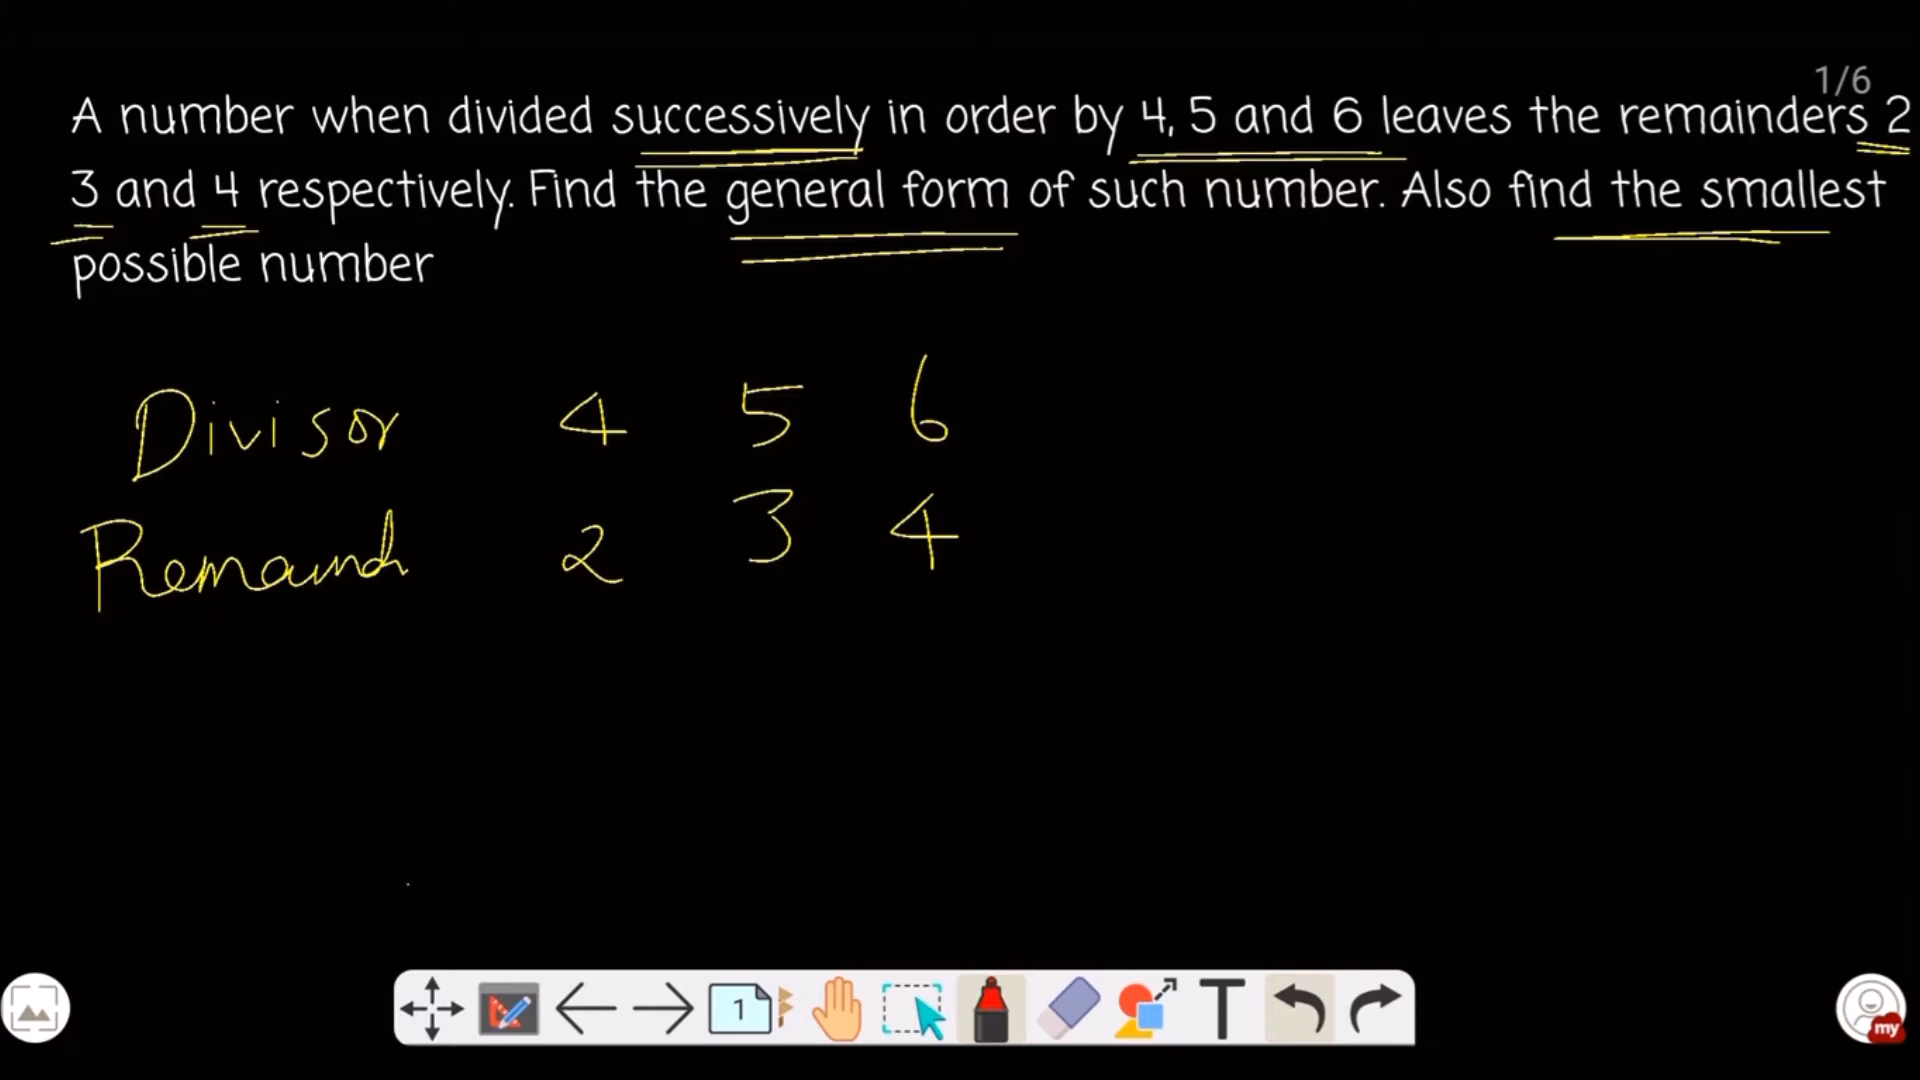 1/6
A number when divided successively in order by 4, 5 and 6 leaves the remainders 2
3 and 4 respectively. Find the general form of such number. Also find the smallest
possible number
Divisor 4 5 6
2 3 4
1
T
my